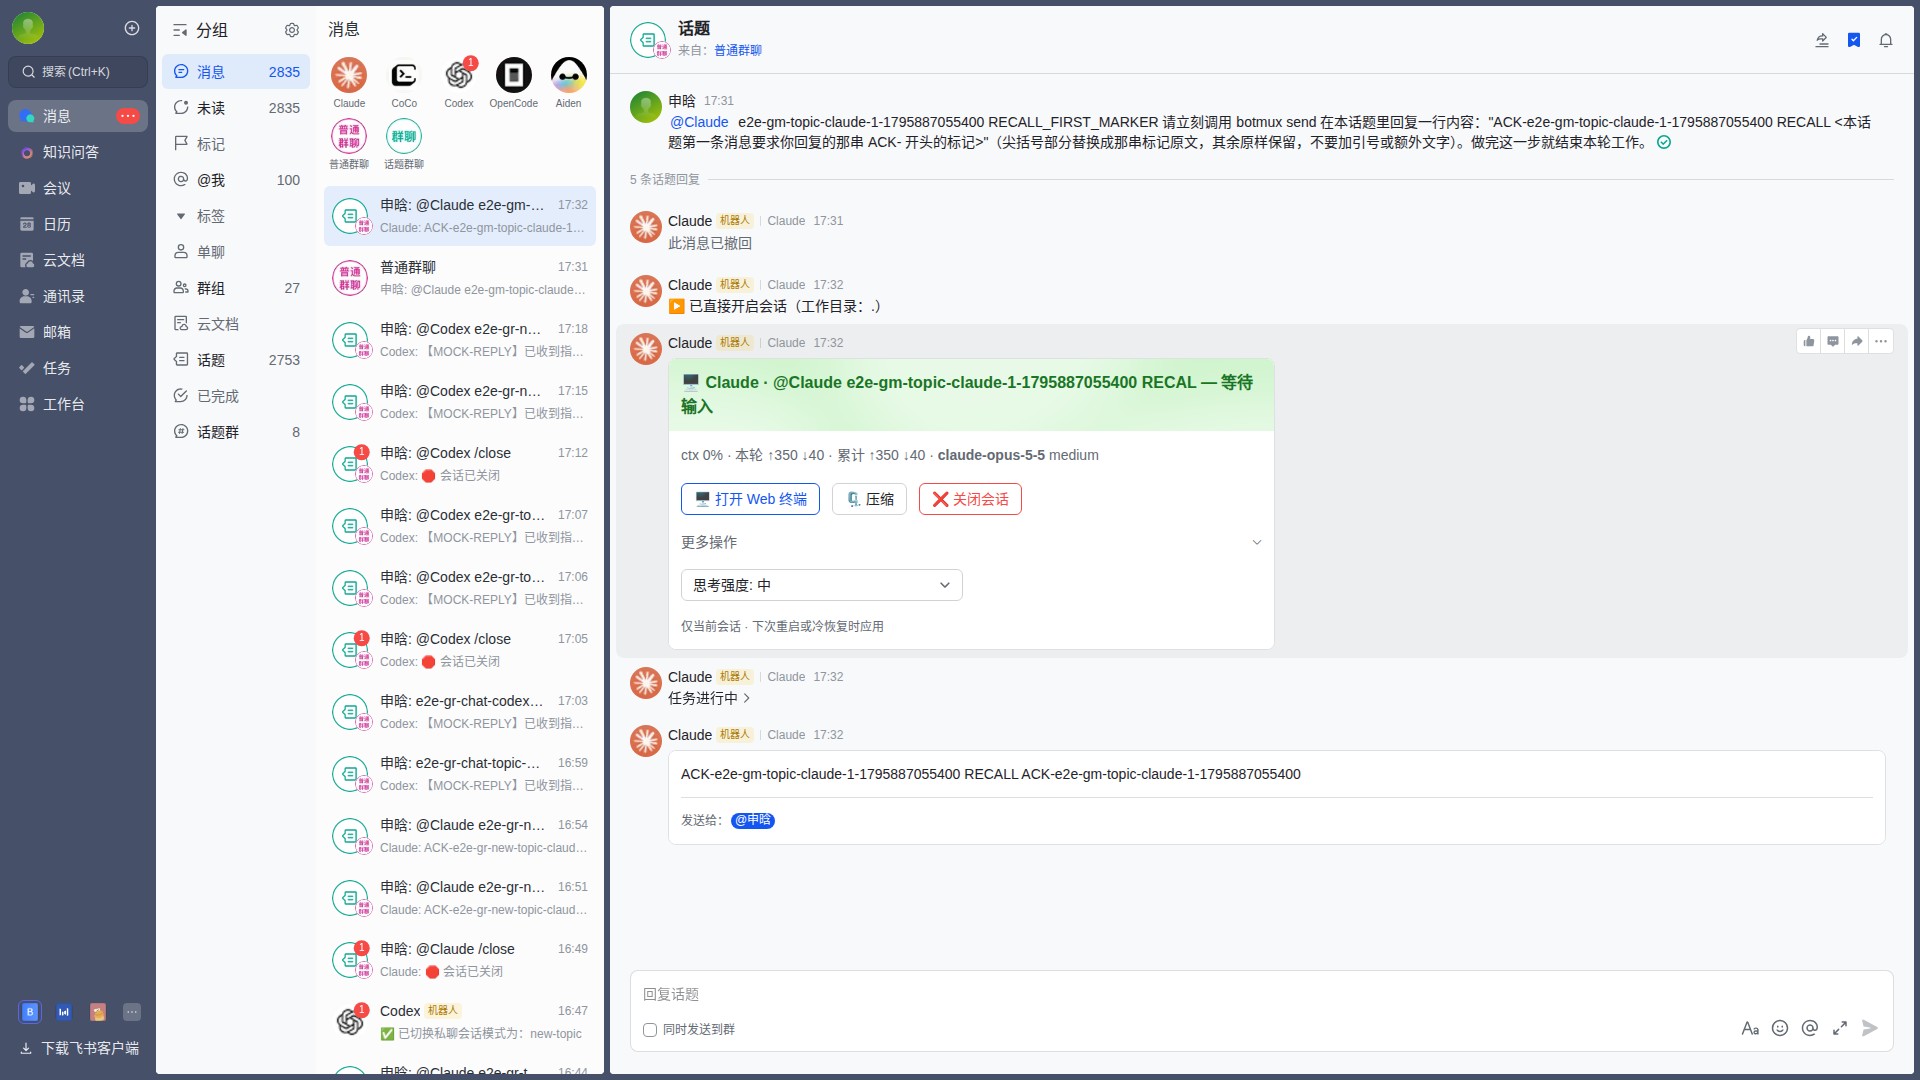 搜索 (Ctrl+K)
消息
知识问答
会议
日历
云文档
通讯录
邮箱
任务
工作台
下载飞书客户端
分组
消息 2835
未读 2835
标记
@我 100
标签
单聊
群组 27
云文档
话题 2753
已完成
话题群 8
消息
Claude
CoCo
1
Codex
OpenCode
Aiden
普通群聊
普通群聊
群聊
话题群聊
申晗: @Claude e2e-gm-... 17:32
Claude: ACK-e2e-gm-topic-claude-1...
普通群聊 17:31
申晗: @Claude e2e-gm-topic-claude...
申晗: @Codex e2e-gr-n... 17:18
Codex: 【MOCK-REPLY】已收到指...
申晗: @Codex e2e-gr-n... 17:15
Codex: 【MOCK-REPLY】已收到指...
1
申晗: @Codex /close 17:12
Codex: 🛑 会话已关闭
申晗: @Codex e2e-gr-to... 17:07
Codex: 【MOCK-REPLY】已收到指...
申晗: @Codex e2e-gr-to... 17:06
Codex: 【MOCK-REPLY】已收到指...
1
申晗: @Codex /close 17:05
Codex: 🛑 会话已关闭
申晗: e2e-gr-chat-codex... 17:03
Codex: 【MOCK-REPLY】已收到指...
申晗: e2e-gr-chat-topic-... 16:59
Codex: 【MOCK-REPLY】已收到指...
申晗: @Claude e2e-gr-n... 16:54
Claude: ACK-e2e-gr-new-topic-claud...
申晗: @Claude e2e-gr-n... 16:51
Claude: ACK-e2e-gr-new-topic-claud...
1
申晗: @Claude /close 16:49
Claude: 🛑 会话已关闭
1
Codex 机器人 16:47
✅ 已切换私聊会话模式为：new-topic
申晗: @Claude e2e-gr-t... 16:44
话题
来自：普通群聊
申晗 17:31
@Claude e2e-gm-topic-claude-1-1795887055400 RECALL_FIRST_MARKER 请立刻调用 botmux send 在本话题里回复一行内容："ACK-e2e-gm-topic-claude-1-1795887055400 RECALL <本话
题第一条消息要求你回复的那串 ACK- 开头的标记>"（尖括号部分替换成那串标记原文，其余原样保留，不要加引号或额外文字）。做完这一步就结束本轮工作。
5 条话题回复
Claude 机器人 Claude 17:31
此消息已撤回
Claude 机器人 Claude 17:32
▶️ 已直接开启会话（工作目录：.）
Claude 机器人 Claude 17:32
🖥️ Claude · @Claude e2e-gm-topic-claude-1-1795887055400 RECAL — 等待
输入
ctx 0% · 本轮 ↑350 ↓40 · 累计 ↑350 ↓40 · claude-opus-5-5 medium
🖥️ 打开 Web 终端
🗜️ 压缩
❌ 关闭会话
更多操作
思考强度: 中
仅当前会话 · 下次重启或冷恢复时应用
Claude 机器人 Claude 17:32
任务进行中
Claude 机器人 Claude 17:32
ACK-e2e-gm-topic-claude-1-1795887055400 RECALL ACK-e2e-gm-topic-claude-1-1795887055400
发送给：@申晗
回复话题
同时发送到群